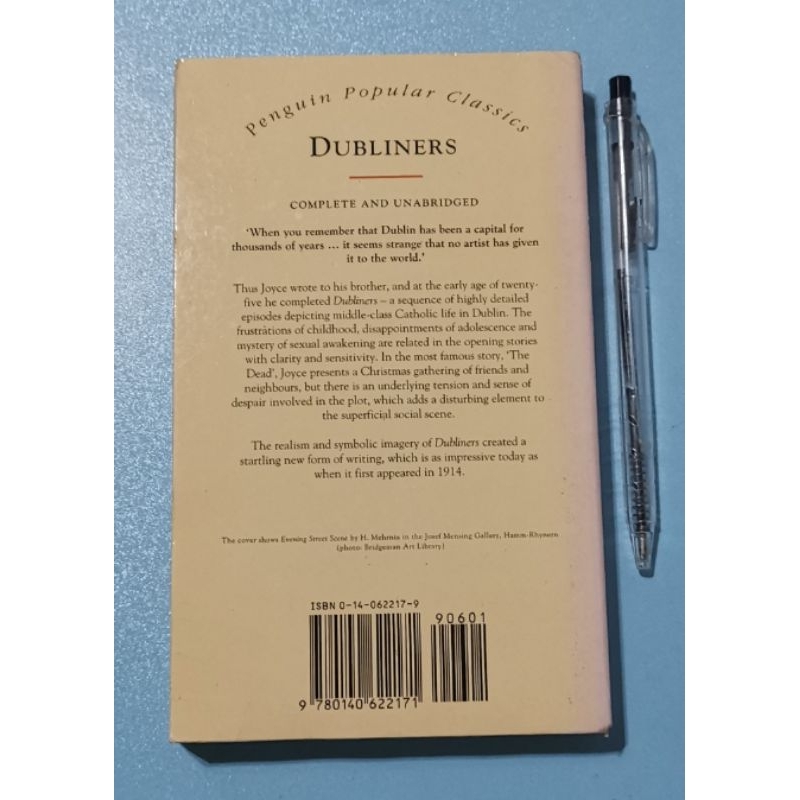 Penguin Popular Classics
DUBLINERS
COMPLETE AND UNABRIDGED
'When you remember that Dublin has been a capital for
thousands of years ... it seems strange that no artist has given
it to the world.'
Thus Joyce wrote to his brother, and at the early age of twenty-
five he completed Dubliners – a sequence of highly detailed
episodes depicting middle-class Catholic life in Dublin. The
frustrations of childhood, disappointments of adolescence and
mystery of sexual awakening are related in the opening stories
with clarity and sensitivity. In the most famous story, 'The
Dead', Joyce presents a Christmas gathering of friends and
neighbours, but there is an underlying tension and sense of
despair involved in the plot, which adds a disturbing element to
the superficial social scene.
The realism and symbolic imagery of Dubliners created a
startling new form of writing, which is as impressive today as
when it first appeared in 1914.
The cover shows Evening Street Scene by H. in the Josef Gallery,
(photo: Bridgeman Art Library)
ISBN 0-14-062217-9
90601
9 780140 622171